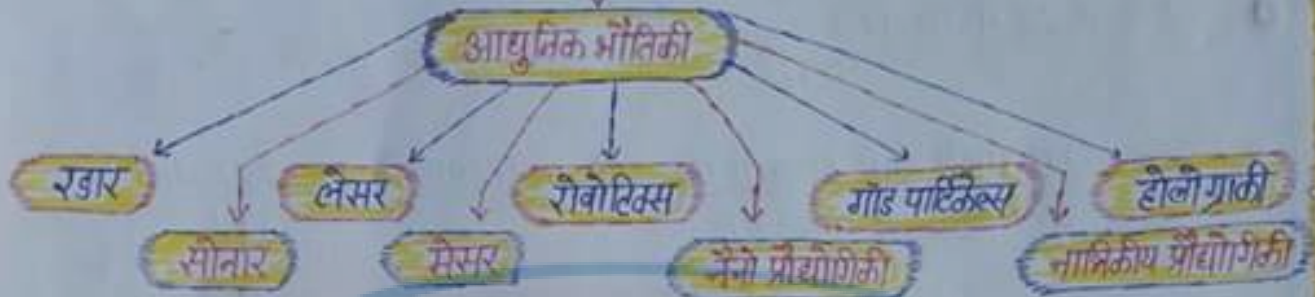 आधुनिक भौतिकी
रडार
लेसर
रोबोटिक्स
गॉड पार्टिकल्स
होलोग्राफी
सोनार
मेसर
नैनो प्रौद्योगिकी
नाभिकीय प्रौद्योगिकी